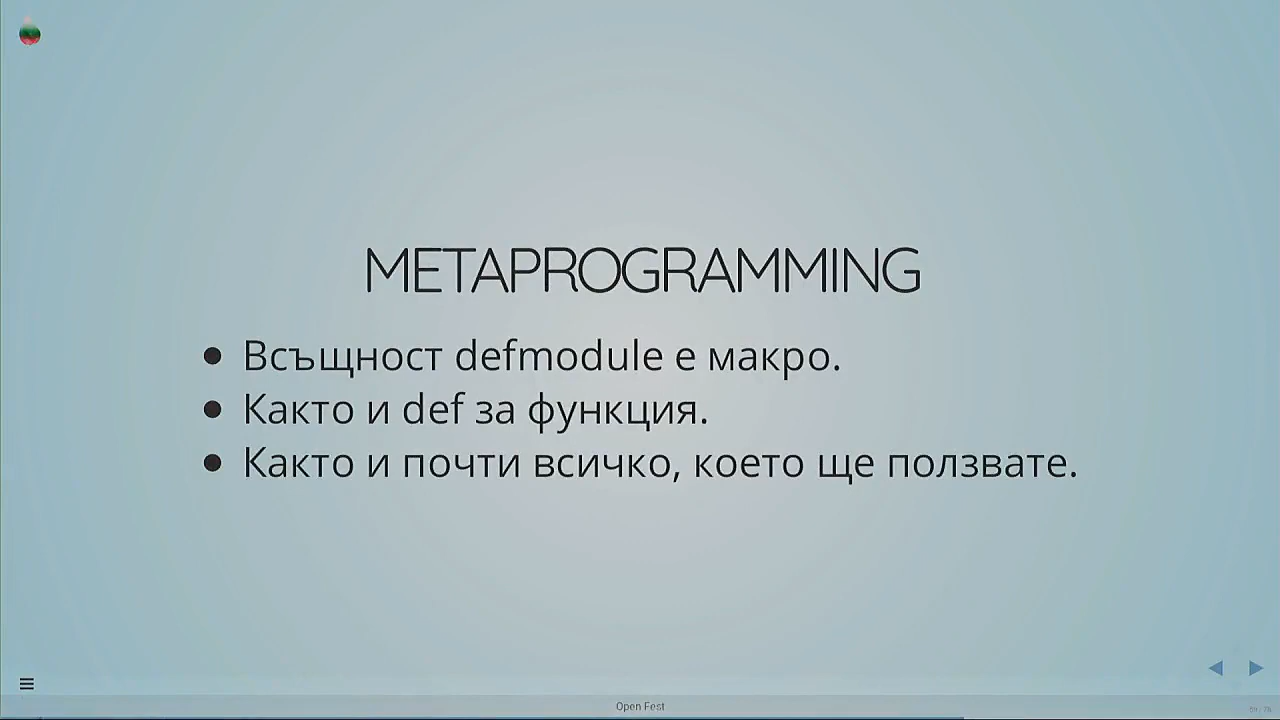 METAPROGRAMMING
Всъщност defmodule е макро.
Както и def за функция.
Както и почти всичко, което ще ползвате.
Open Fest